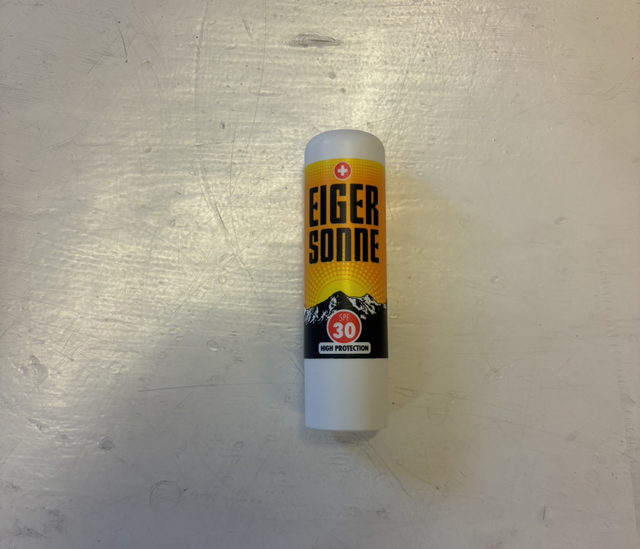 EIGER
SONNE
SPF
30
HIGH PROTECTION